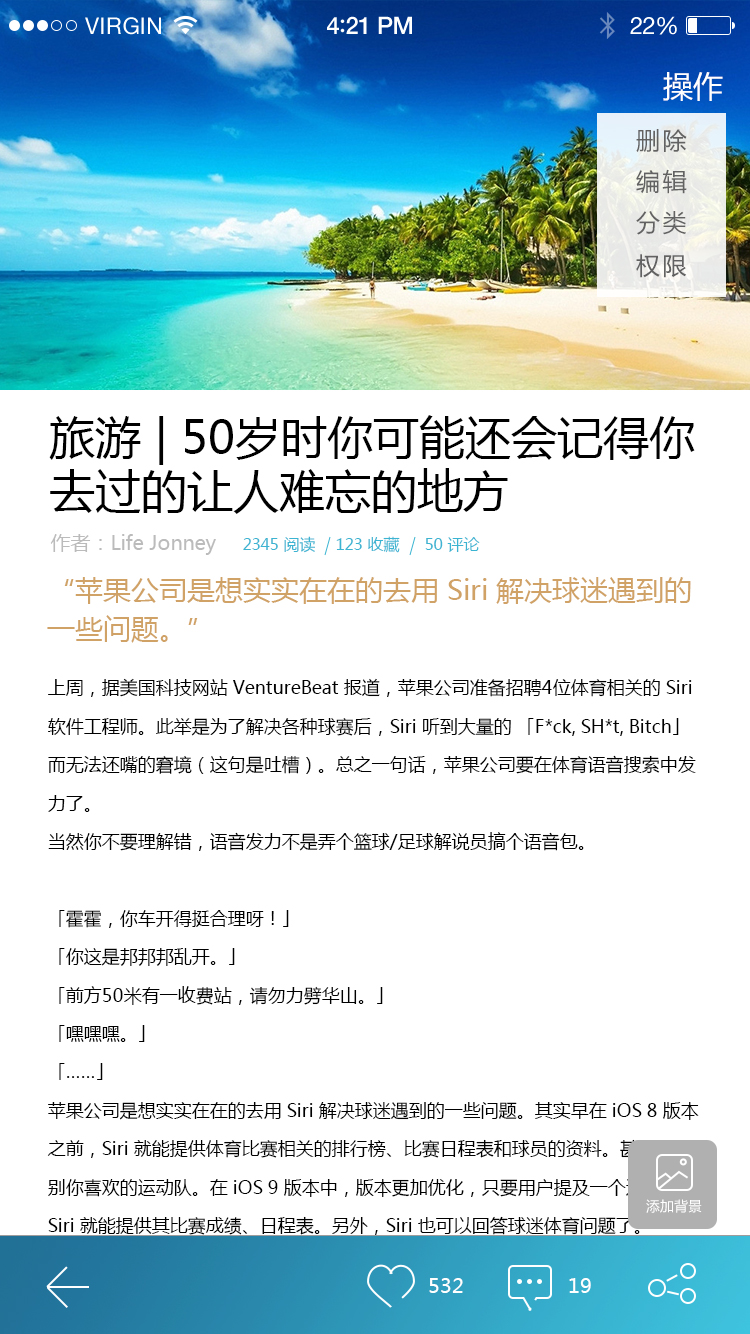 VIRGIN 4:21 PM 22%
操作
删除
编辑
分类
权限
旅游 | 50岁时你可能还会记得你
去过的让人难忘的地方
作者：Life Jonney 2345 阅读 / 123 收藏 / 50 评论
“苹果公司是想实实在在的去用 Siri 解决球迷遇到的
一些问题。”
上周，据美国科技网站 VentureBeat 报道，苹果公司准备招聘4位体育相关的 Siri
软件工程师。此举是为了解决各种球赛后，Siri 听到大量的 「F*ck, SH*t, Bitch」
而无法还嘴的窘境（这句是吐槽）。总之一句话，苹果公司要在体育语音搜索中发
力了。
当然你不要理解错，语音发力不是弄个篮球/足球解说员搞个语音包。
「霍霍，你车开得挺合理呀！」
「你这是邦邦邦乱开。」
「前方50米有一收费站，请勿力劈华山。」
「嘿嘿嘿。」
「......」
苹果公司是想实实在在的去用 Siri 解决球迷遇到的一些问题。其实早在 iOS 8 版本
之前，Siri 就能提供体育比赛相关的排行榜、比赛日程表和球员的资料。
别你喜欢的运动队。在 iOS 9 版本中，版本更加优化，只要用户提及一个
Siri 就能提供其比赛成绩、日程表。另外，Siri 也可以回答球迷体育问题了。
添加背景
532 19